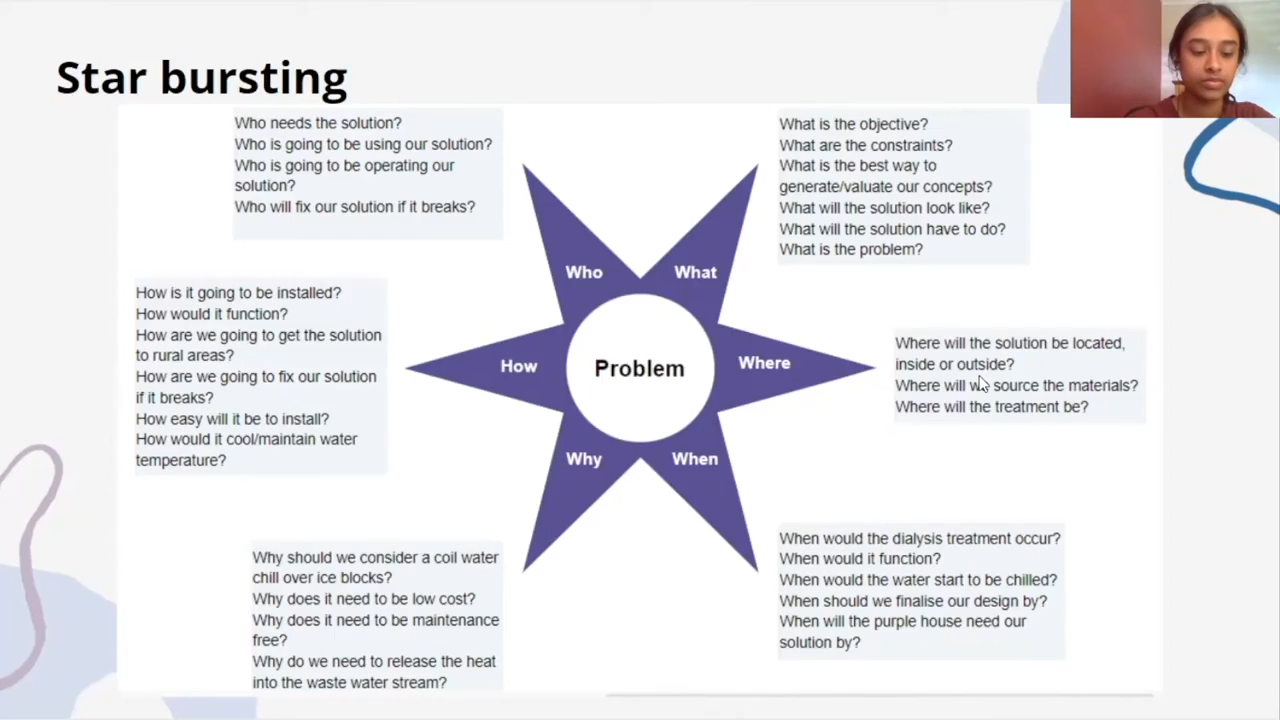 Star bursting
Who needs the solution?
Who is going to be using our solution?
Who is going to be operating our
solution?
Who will fix our solution if it breaks?
What is the objective?
What are the constraints?
What is the best way to
generate/valuate our concepts?
What will the solution look like?
What will the solution have to do?
What is the problem?
Who
What
How is it going to be installed?
How would it function?
How are we going to get the solution
to rural areas?
How are we going to fix our solution
if it breaks?
How easy will it be to install?
How would it cool/maintain water
temperature?
How
Problem
Where
Where will the solution be located,
inside or outside?
Where will we source the materials?
Where will the treatment be?
Why
When
Why should we consider a coil water
chill over ice blocks?
Why does it need to be low cost?
Why does it need to be maintenance
free?
Why do we need to release the heat
into the waste water stream?
When would the dialysis treatment occur?
When would it function?
When would the water start to be chilled?
When should we finalise our design by?
When will the purple house need our
solution by?